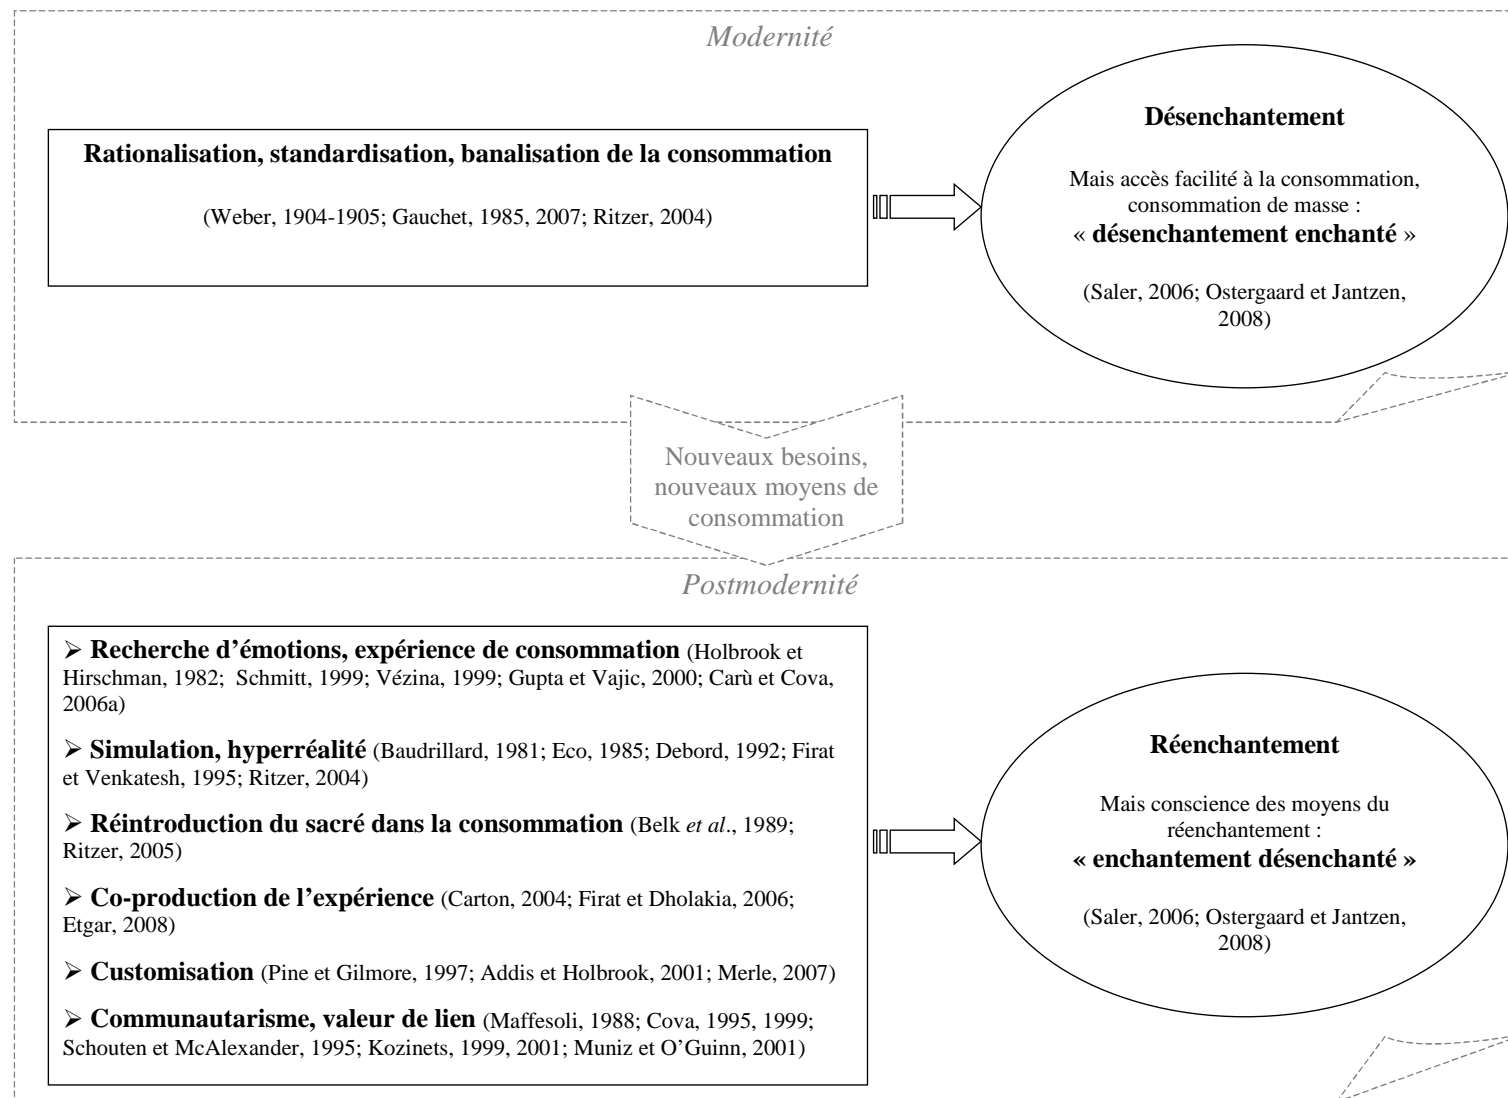 Modernité
Rationalisation, standardisation, banalisation de la consommation
(Weber, 1904-1905; Gauchet, 1985, 2007; Ritzer, 2004)
Désenchantement
Mais accès facilité à la consommation,
consommation de masse :
« désenchantement enchanté »
(Saler, 2006; Ostergaard et Jantzen,
2008)
Nouveaux besoins,
nouveaux moyens de
consommation
Postmodernité
➢ Recherche d’émotions, expérience de consommation (Holbrook et
Hirschman, 1982;  Schmitt, 1999; Vézina, 1999; Gupta et Vajic, 2000; Carù et Cova,
2006a)
➢ Simulation, hyperréalité (Baudrillard, 1981; Eco, 1985; Debord, 1992; Firat
et Venkatesh, 1995; Ritzer, 2004)
➢ Réintroduction du sacré dans la consommation (Belk et al., 1989;
Ritzer, 2005)
➢ Co-production de l’expérience (Carton, 2004; Firat et Dholakia, 2006;
Etgar, 2008)
➢ Customisation (Pine et Gilmore, 1997; Addis et Holbrook, 2001; Merle, 2007)
➢ Communautarisme, valeur de lien (Maffesoli, 1988; Cova, 1995, 1999;
Schouten et McAlexander, 1995; Kozinets, 1999, 2001; Muniz et O’Guinn, 2001)
Réenchantement
Mais conscience des moyens du
réenchantement :
« enchantement désenchanté »
(Saler, 2006; Ostergaard et Jantzen,
2008)